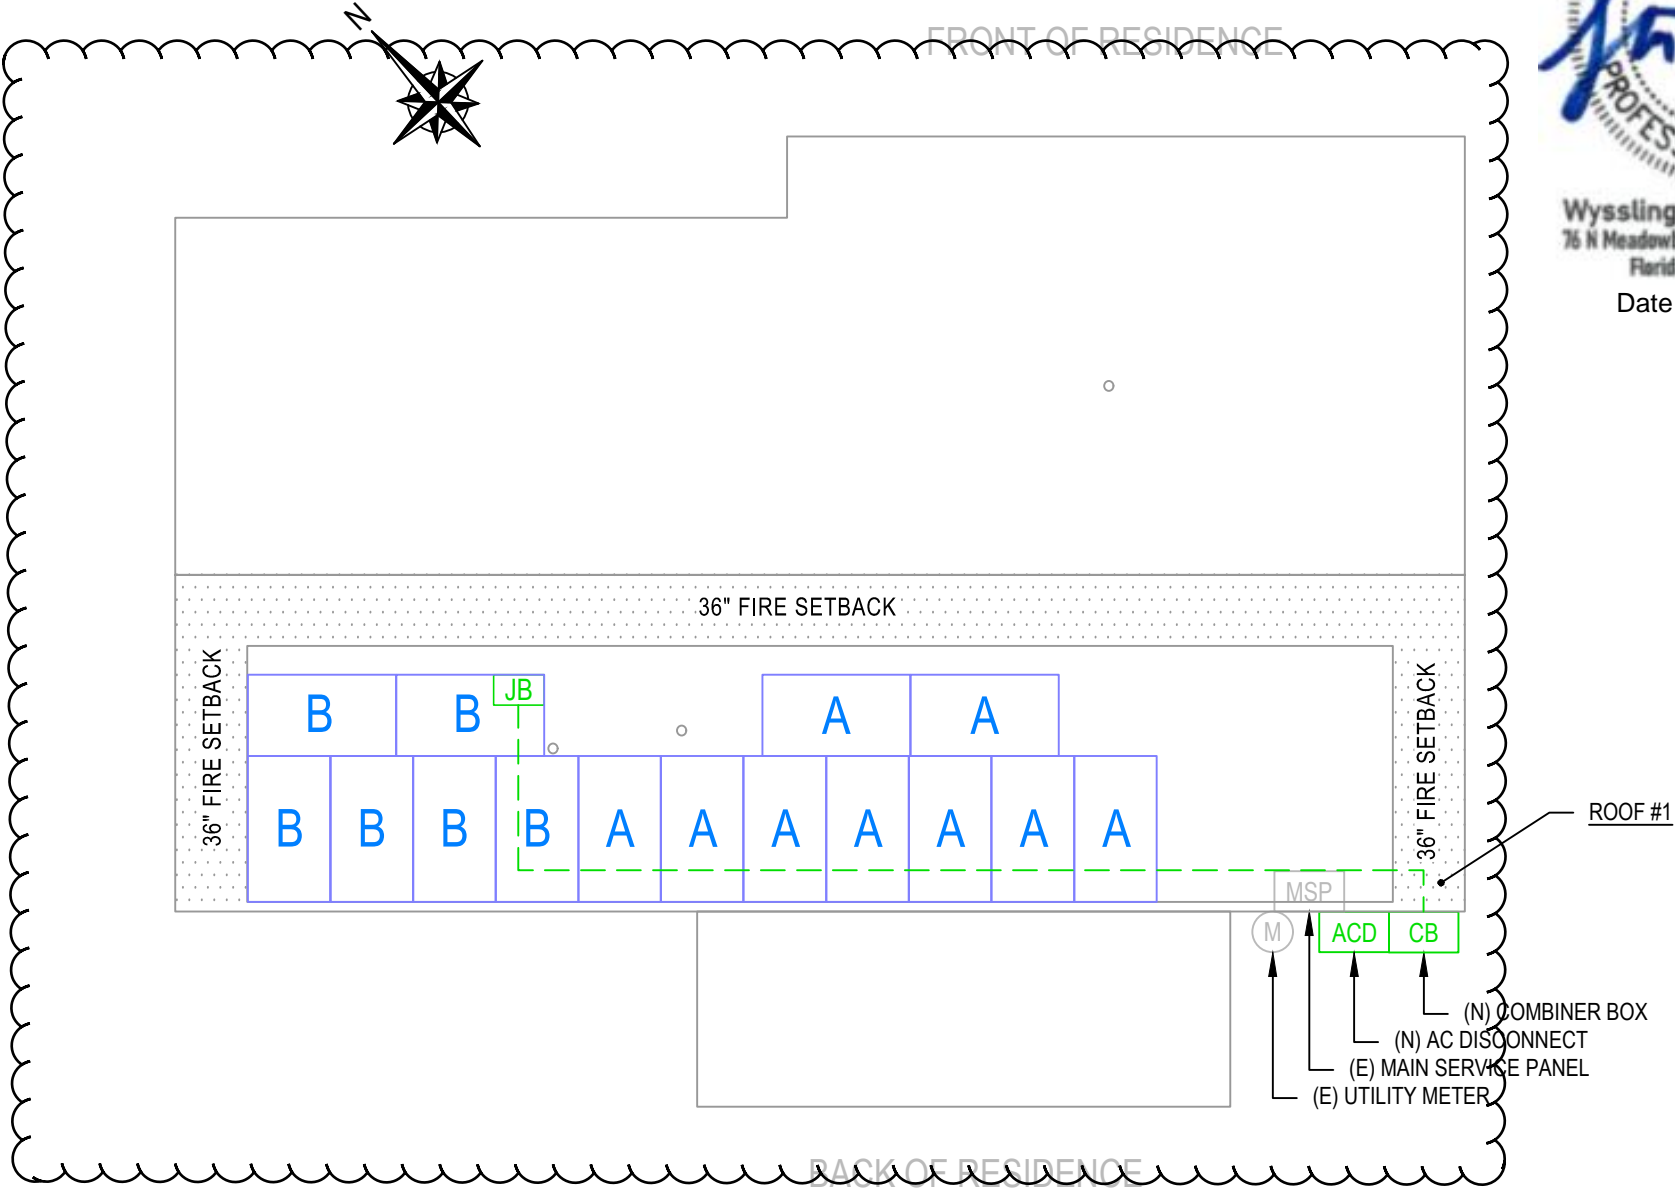 N
FRONT OF RESIDENCE
Wyssling
Date
36" FIRE SETBACK
36" FIRE SETBACK
36" FIRE SETBACK
B B JB A A
B B B B A A A A A A A
ROOF #1
MSP
M ACD CB
(N) COMBINER BOX
(N) AC DISCONNECT
(E) MAIN SERVICE PANEL
(E) UTILITY METER
BACK OF RESIDENCE